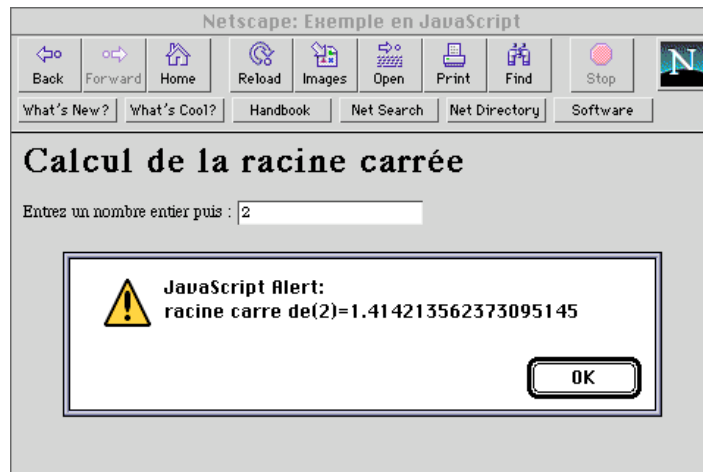 Netscape: Exemple en JavaScript
Back Forward Home Reload Images Open Print Find Stop N
What's New? What's Cool? Handbook Net Search Net Directory Software
Calcul de la racine carrée
Entrez un nombre entier puis : 2
JavaScript Alert:
racine carre de(2)=1.414213562373095145
OK